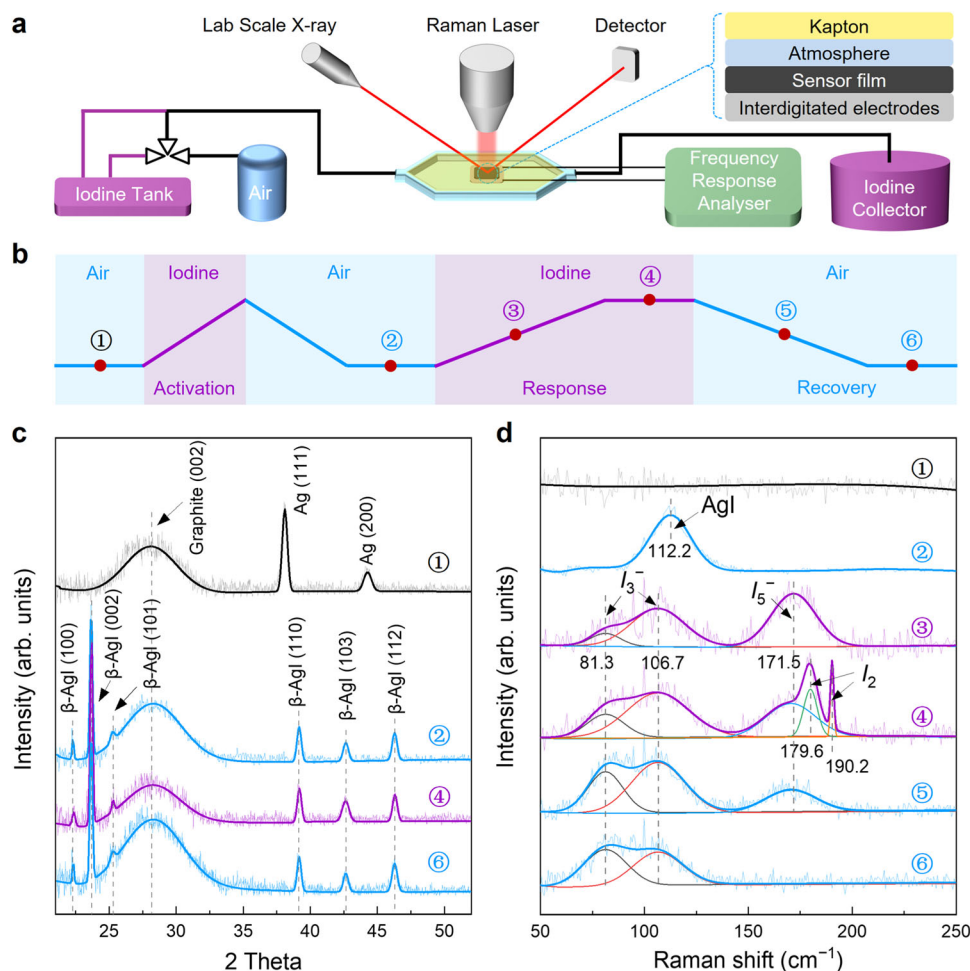 a
Lab Scale X-ray
Raman Laser
Detector
Kapton
Atmosphere
Sensor film
Interdigitated electrodes
Iodine Tank
Air
Frequency
Response
Analyser
Iodine
Collector
b
Air
Iodine
Air
Iodine
Air
①
②
③
④
⑤
⑥
Activation
Response
Recovery
c
Intensity (arb. units)
Graphite (002)
Ag (111)
Ag (200)
①
β-AgI (100)
β-AgI (002)
β-AgI (101)
β-AgI (110)
β-AgI (103)
β-AgI (112)
②
④
⑥
25 30 35 40 45 50
2 Theta
d
Intensity (arb. units)
①
AgI
112.2
②
I₃⁻
I₅⁻
③
81.3 106.7 171.5
I₂
④
179.6
190.2
⑤
⑥
50 100 150 200 250
Raman shift (cm⁻¹)